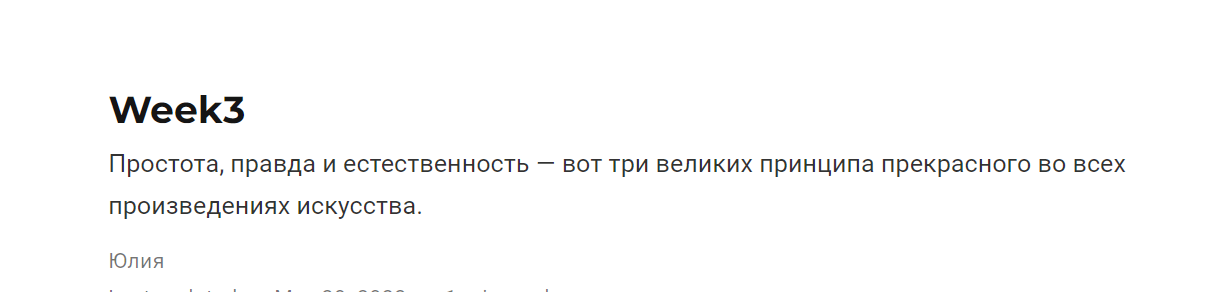 Week3
Простота, правда и естественность — вот три великих принципа прекрасного во всех
произведениях искусства.
Юлия